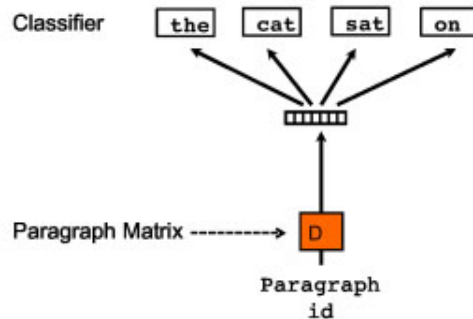 Classifier the cat sat on
Paragraph Matrix D
Paragraph
id